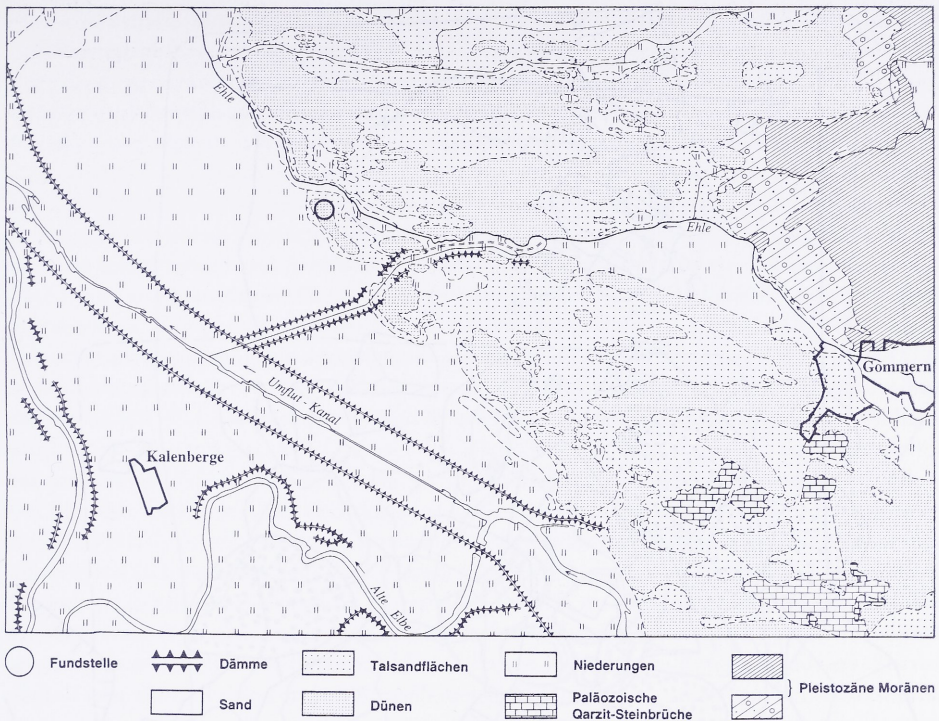 Ehle
Ehle
Gommern
Umflut - Kanal
Kalenberge
Alte Elbe
Fundstelle
Dämme
Talsandflächen
Niederungen
Pleistozäne Moränen
Sand
Dünen
Paläozoische
Qarzit-Steinbrüche